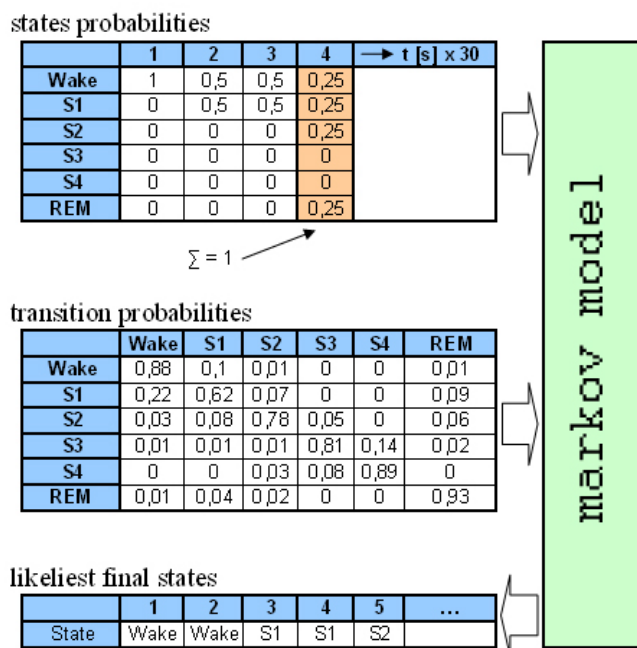 states probabilities
1 2 3 4 → t [s] x 30
Wake 1 0,5 0,5 0,25
S1 0 0,5 0,5 0,25
S2 0 0 0 0,25
S3 0 0 0 0
S4 0 0 0 0
REM 0 0 0 0,25
∑ = 1
transition probabilities
Wake S1 S2 S3 S4 REM
Wake 0,88 0,1 0,01 0 0 0,01
S1 0,22 0,62 0,07 0 0 0,09
S2 0,03 0,08 0,78 0,05 0 0,06
S3 0,01 0,01 0,01 0,81 0,14 0,02
S4 0 0 0,03 0,08 0,89 0
REM 0,01 0,04 0,02 0 0 0,93
likeliest final states
1 2 3 4 5 ...
State Wake Wake S1 S1 S2
markov model